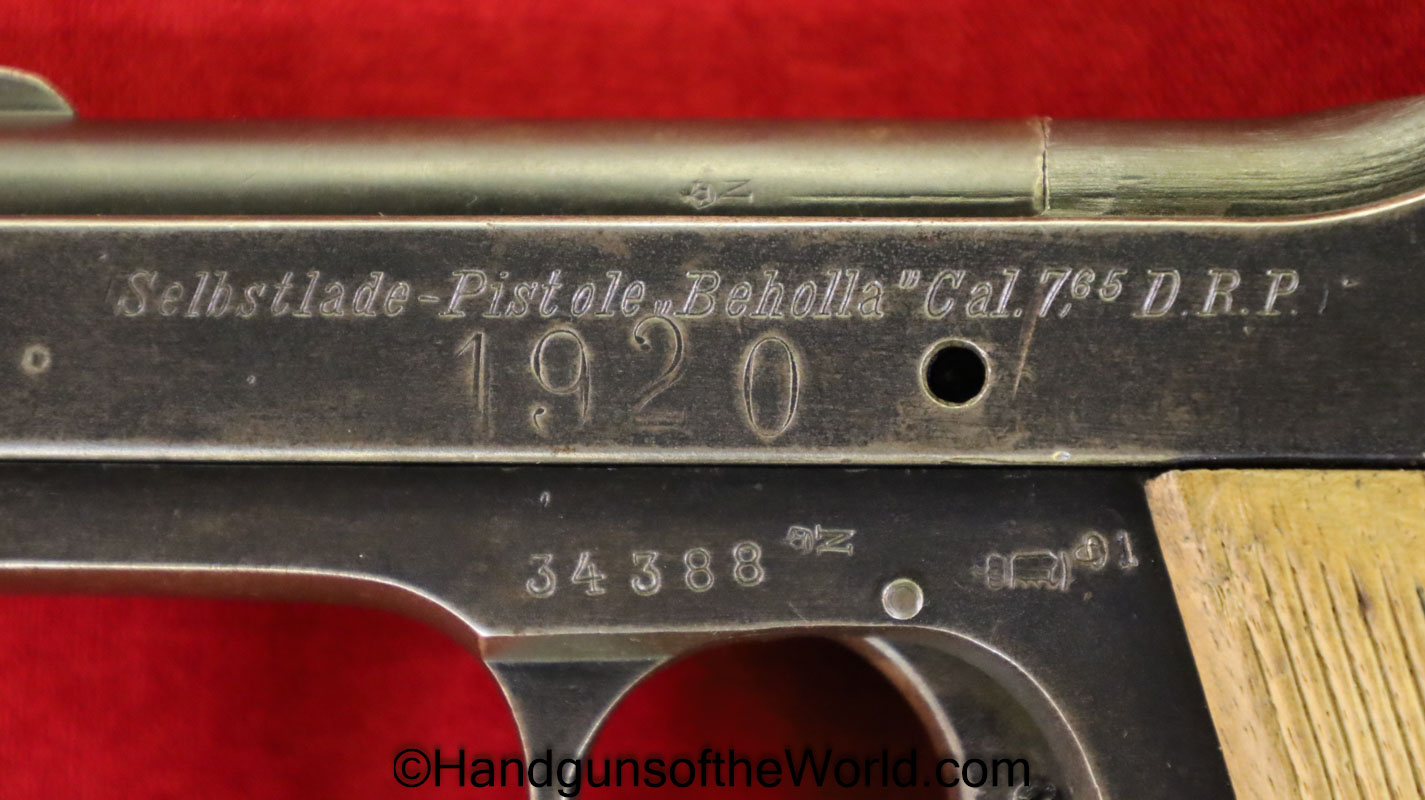 Selbstlade-Pistole „Beholla" Cal. 7,65 D.R.P.
1920
34388 N
©HandgunsoftheWorld.com